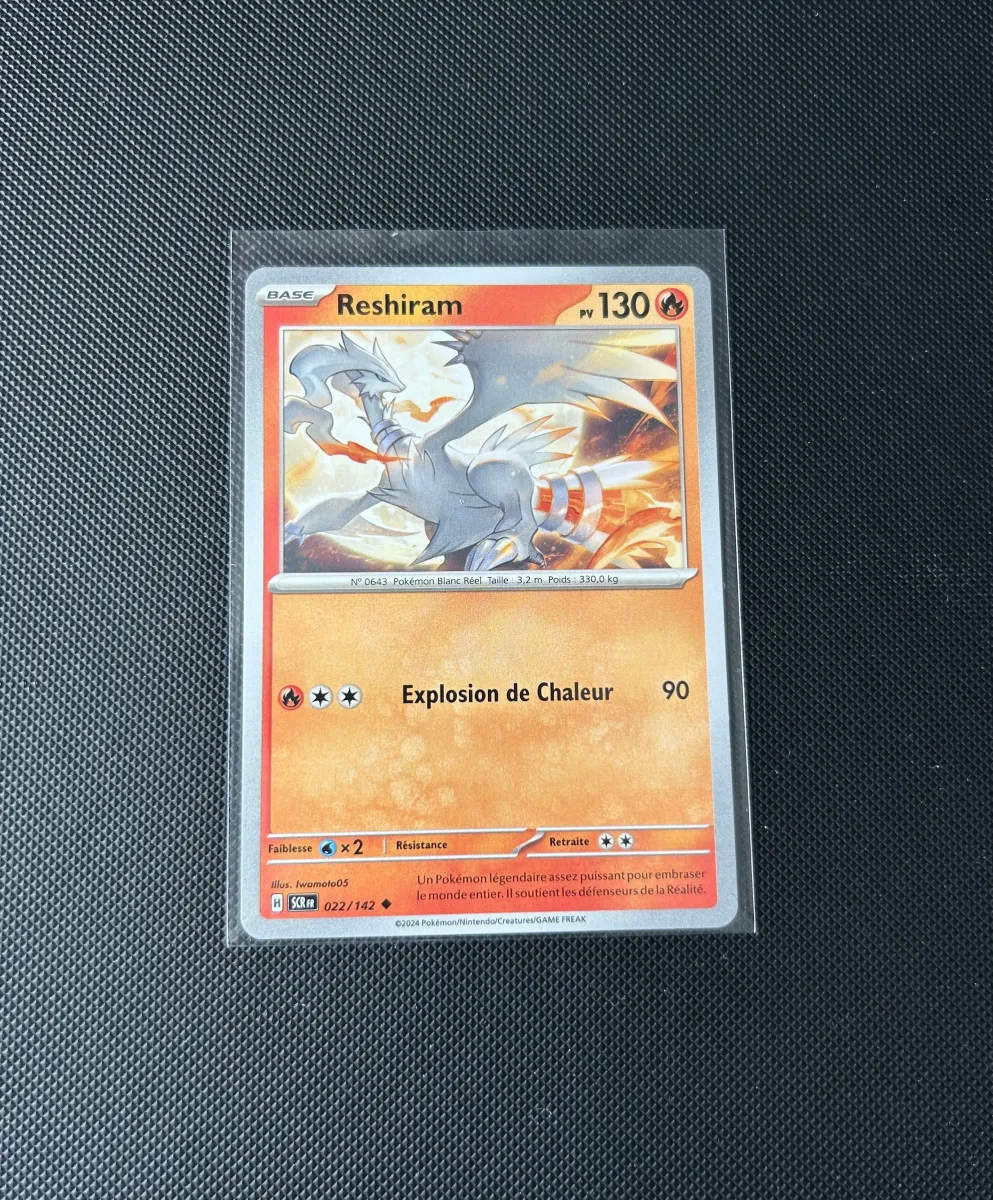 BASE Reshiram PV 130
N° 0643 Pokémon Blanc Réel Taille : 3,2 m Poids : 330,0 kg
Explosion de Chaleur 90
Faiblesse ×2 Résistance Retraite
Illus. Iwamoto05
Un Pokémon légendaire assez puissant pour embraser
le monde entier. Il soutient les défenseurs de la Réalité.
H SCR FR 022/142
©2024 Pokémon/Nintendo/Creatures/GAME FREAK